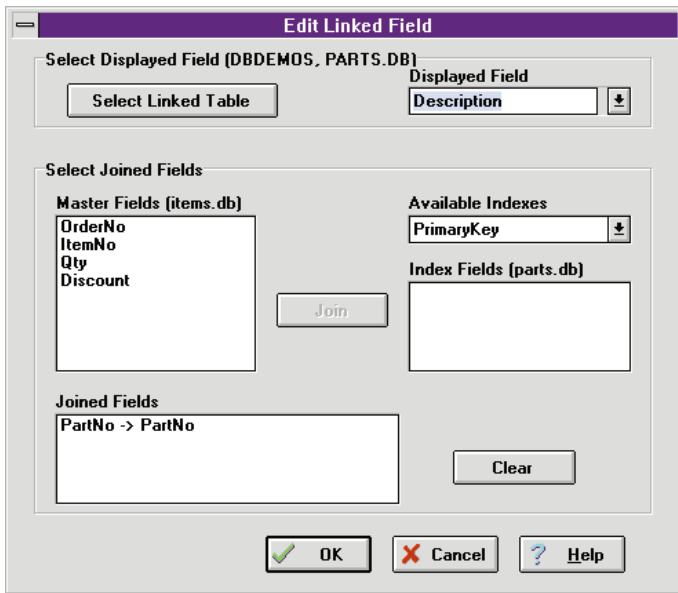 Edit Linked Field
Select Displayed Field (DBDEMOS, PARTS.DB)
Select Linked Table
Displayed Field
Description
Select Joined Fields
Master Fields (items.db)
OrderNo
ItemNo
Qty
Discount
Join
Available Indexes
PrimaryKey
Index Fields (parts.db)
Joined Fields
PartNo -> PartNo
Clear
OK
Cancel
? Help